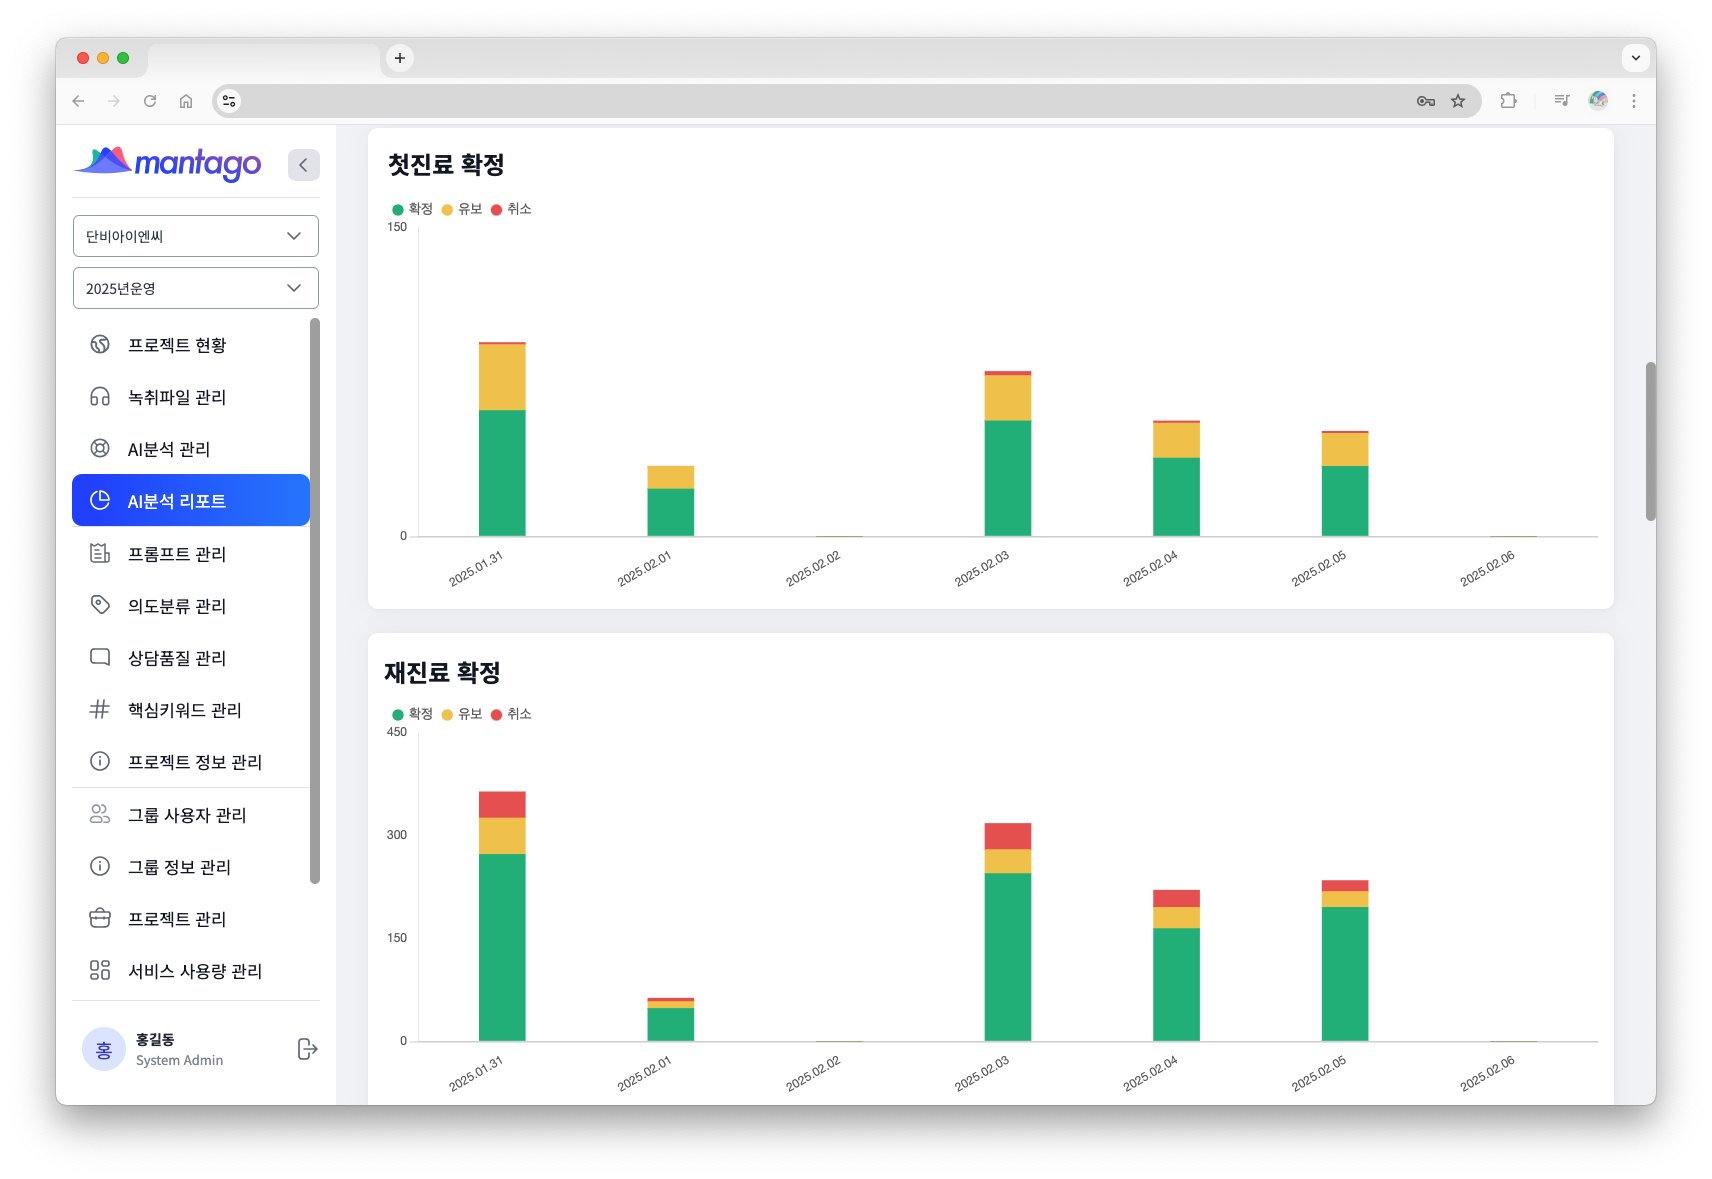 mantago
단비아이엔씨
2025년운영
프로젝트 현황
녹취파일 관리
AI분석 관리
AI분석 리포트
프롬프트 관리
의도분류 관리
상담품질 관리
핵심키워드 관리
프로젝트 정보 관리
그룹 사용자 관리
그룹 정보 관리
프로젝트 관리
서비스 사용량 관리
홍
홍길동
System Admin
첫진료 확정
확정 유보 취소
150
0
2025.01.31 2025.02.01 2025.02.02 2025.02.03 2025.02.04 2025.02.05 2025.02.06
재진료 확정
확정 유보 취소
450
300
150
0
2025.01.31 2025.02.01 2025.02.02 2025.02.03 2025.02.04 2025.02.05 2025.02.06